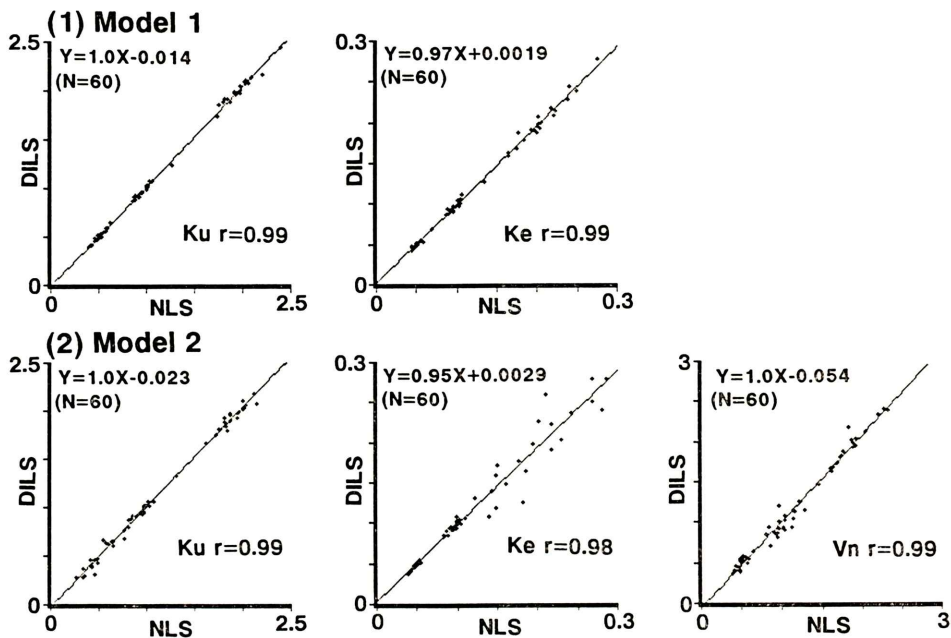 (1) Model 1
2.5
Y=1.0X-0.014
(N=60)
DILS
Ku r=0.99
0
0
NLS
2.5
0.3
Y=0.97X+0.0019
(N=60)
DILS
Ke r=0.99
0
0
NLS
0.3
(2) Model 2
2.5
Y=1.0X-0.023
(N=60)
DILS
Ku r=0.99
0
0
NLS
2.5
0.3
Y=0.95X+0.0023
(N=60)
DILS
Ke r=0.98
0
0
NLS
0.3
3
Y=1.0X-0.054
(N=60)
DILS
Vn r=0.99
0
0
NLS
3